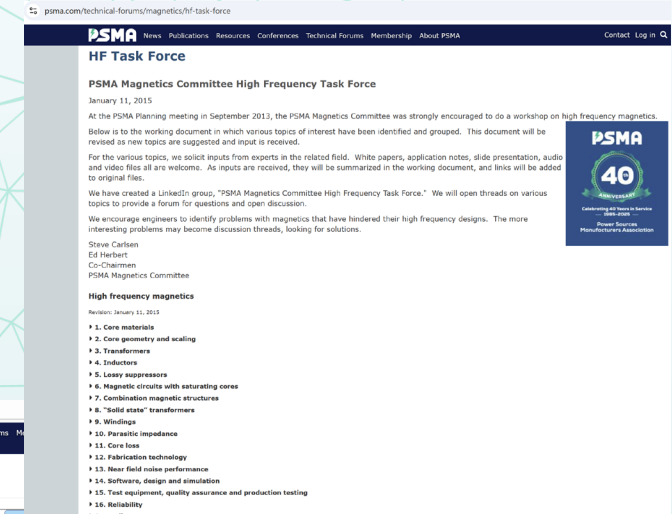 psma.com/technical-forums/magnetics/hf-task-force
PSMA News Publications Resources Conferences Technical Forums Membership About PSMA Contact Log in
HF Task Force
PSMA Magnetics Committee High Frequency Task Force
January 11, 2015
At the PSMA Planning meeting in September 2013, the PSMA Magnetics Committee was strongly encouraged to do a workshop on high frequency magnetics.
Below is to the working document in which various topics of interest have been identified and grouped. This document will be
revised as new topics are suggested and input is received.
For the various topics, we solicit inputs from experts in the related field. White papers, application notes, slide presentation, audio
and video files all are welcome. As inputs are received, they will be summarized in the working document, and links will be added
to original files.
We have created a LinkedIn group, "PSMA Magnetics Committee High Frequency Task Force." We will open threads on various
topics to provide a forum for questions and open discussion.
We encourage engineers to identify problems with magnetics that have hindered their high frequency designs. The more
interesting problems may become discussion threads, looking for solutions.
Steve Carlsen
Ed Herbert
Co-Chairmen
PSMA Magnetics Committee
PSMA
40
ANNIVERSARY
Celebrating 40 Years in Service
1985-2025
Power Sources
Manufacturers Association
High frequency magnetics
Revision: January 11, 2015
1. Core materials
2. Core geometry and scaling
3. Transformers
4. Inductors
5. Lossy suppressors
6. Magnetic circuits with saturating cores
7. Combination magnetic structures
8. "Solid state" transformers
9. Windings
10. Parasitic impedance
11. Core loss
12. Fabrication technology
13. Near field noise performance
14. Software, design and simulation
15. Test equipment, quality assurance and production testing
16. Reliability